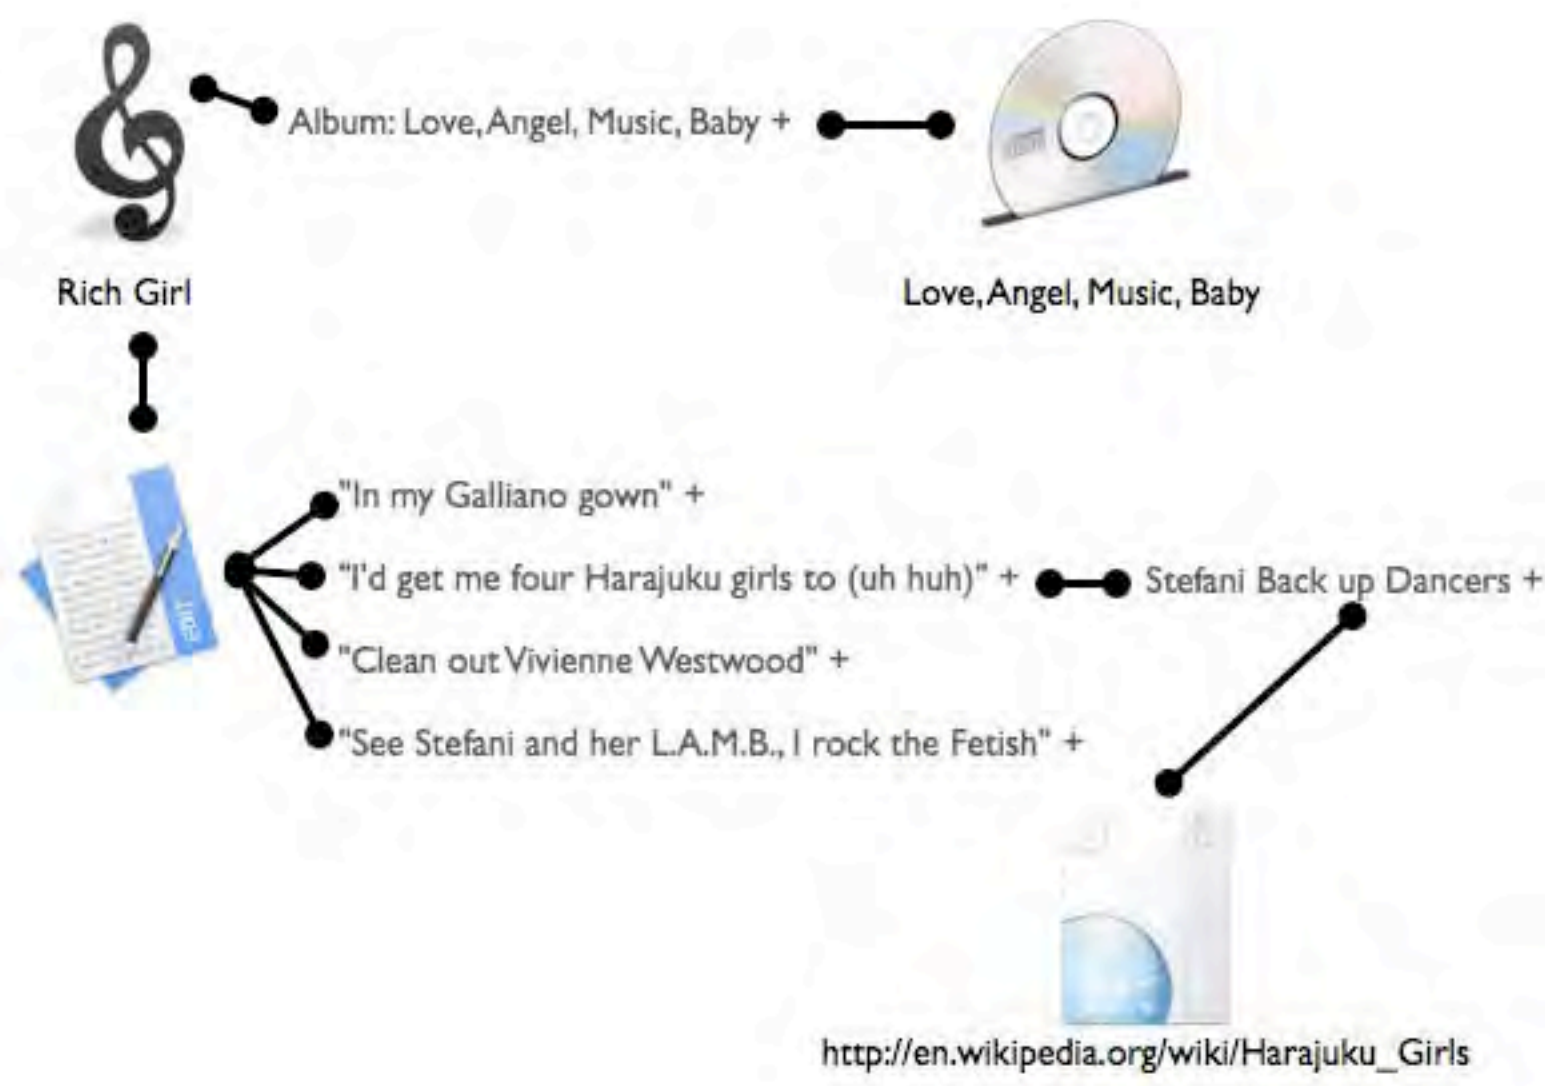 Album: Love, Angel, Music, Baby +
Rich Girl
Love, Angel, Music, Baby
"In my Galliano gown" +
"I'd get me four Harajuku girls to (uh huh)" +
Stefani Back up Dancers +
"Clean out Vivienne Westwood" +
"See Stefani and her L.A.M.B., I rock the Fetish" +
http://en.wikipedia.org/wiki/Harajuku_Girls